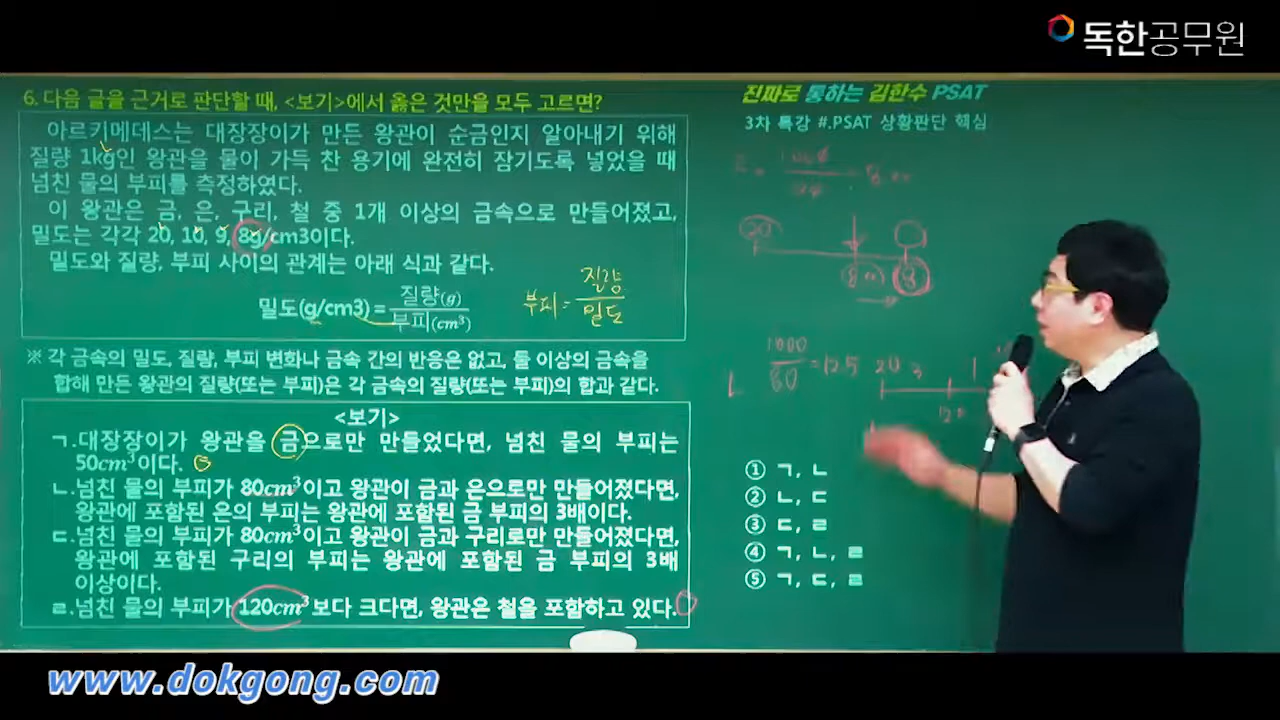 독한공무원
6. 다음 글을 근거로 판단할 때, <보기>에서 옳은 것만을 모두 고르면?
아르키메데스는 대장장이가 만든 왕관이 순금인지 알아내기 위해
질량 1kg인 왕관을 물이 가득 찬 용기에 완전히 잠기도록 넣었을 때
넘친 물의 부피를 측정하였다.
이 왕관은 금, 은, 구리, 철 중 1개 이상의 금속으로 만들어졌고,
밀도는 각각 20, 10, 9, 8g/cm3이다.
밀도와 질량, 부피 사이의 관계는 아래 식과 같다.
밀도(g/cm3) = 질량(g) / 부피(cm³)
부피 = 질량 / 밀도
※ 각 금속의 밀도, 질량, 부피 변화나 금속 간의 반응은 없고, 둘 이상의 금속을
합해 만든 왕관의 질량(또는 부피)은 각 금속의 질량(또는 부피)의 합과 같다.
<보기>
ㄱ.대장장이가 왕관을 금으로만 만들었다면, 넘친 물의 부피는
50cm³이다.
ㄴ.넘친 물의 부피가 80cm³이고 왕관이 금과 은으로만 만들어졌다면,
왕관에 포함된 은의 부피는 왕관에 포함된 금 부피의 3배이다.
ㄷ.넘친 물의 부피가 80cm³이고 왕관이 금과 구리로만 만들어졌다면,
왕관에 포함된 구리의 부피는 왕관에 포함된 금 부피의 3배
이상이다.
ㄹ.넘친 물의 부피가 120cm³보다 크다면, 왕관은 철을 포함하고 있다.
진짜로 통하는 김한수 PSAT
3차 특강 #.PSAT 상황판단 핵심
20
8
1000 / 80 = 12.5
20 3
① ㄱ, ㄴ
② ㄴ, ㄷ
③ ㄷ, ㄹ
④ ㄱ, ㄴ, ㄹ
⑤ ㄱ, ㄷ, ㄹ
www.dokgong.com